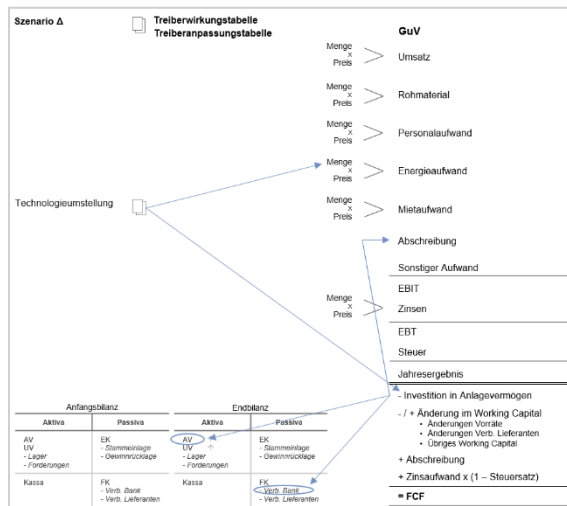 Szenario Δ
Treiberwirkungstabelle
Treiberanpassungstabelle
GuV
Menge
x
Preis
Umsatz
Menge
x
Preis
Rohmaterial
Menge
x
Preis
Personalaufwand
Menge
x
Preis
Energieaufwand
Technologieumstellung
Menge
x
Preis
Mietaufwand
Abschreibung
Sonstiger Aufwand
EBIT
Menge
x
Preis
Zinsen
EBT
Steuer
Jahresergebnis
- Investition in Anlagevermögen
- / + Änderung im Working Capital
• Änderungen Vorräte
• Änderungen Verb. Lieferanten
• Übriges Working Capital
+ Abschreibung
+ Zinsaufwand x (1 – Steuersatz)
= FCF
Anfangsbilanz
Aktiva Passiva
AV EK
UV - Stammeinlage
- Lager - Gewinnrücklage
- Forderungen
Kassa FK
- Verb. Bank
- Verb. Lieferanten
Endbilanz
Aktiva Passiva
AV EK
UV ↑ - Stammeinlage
- Lager - Gewinnrücklage
- Forderungen
Kassa FK
- Verb. Bank
- Verb. Lieferanten